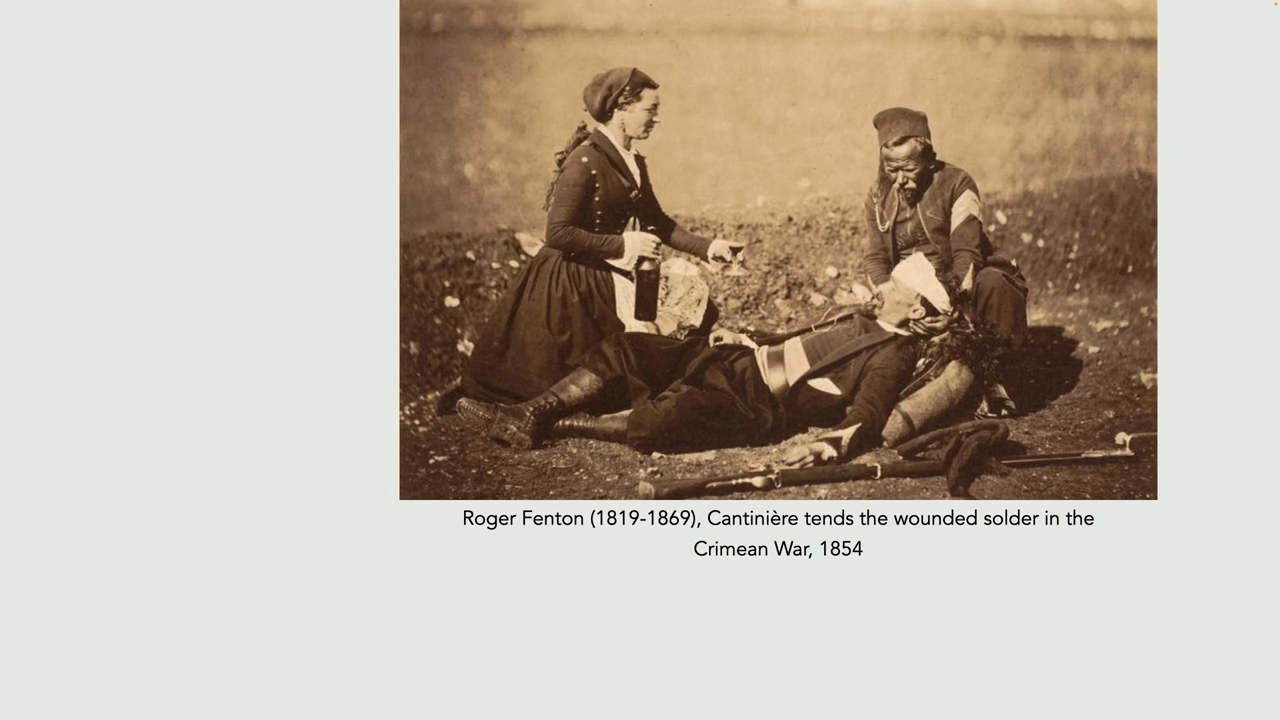 Roger Fenton (1819-1869), Cantinière tends the wounded solder in the
Crimean War, 1854